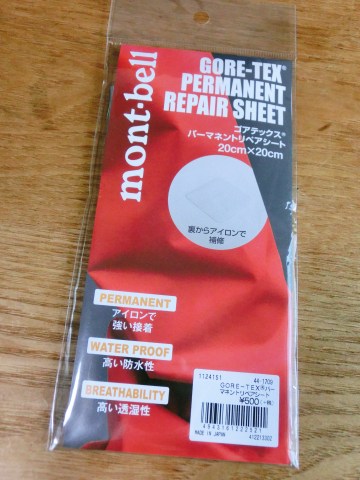 mont-bell
GORE-TEX®
PERMANENT
REPAIR SHEET
ゴアテックス®
パーマネントリペアシート
20cm×20cm
裏からアイロンで
補修
PERMANENT
アイロンで
強い接着
WATER PROOF
高い防水性
BREATHABILITY
高い透湿性
1124151
44-1709
GORE-TEX®パー
マネントリペアシート
¥500(+税)
MADE IN JAPAN